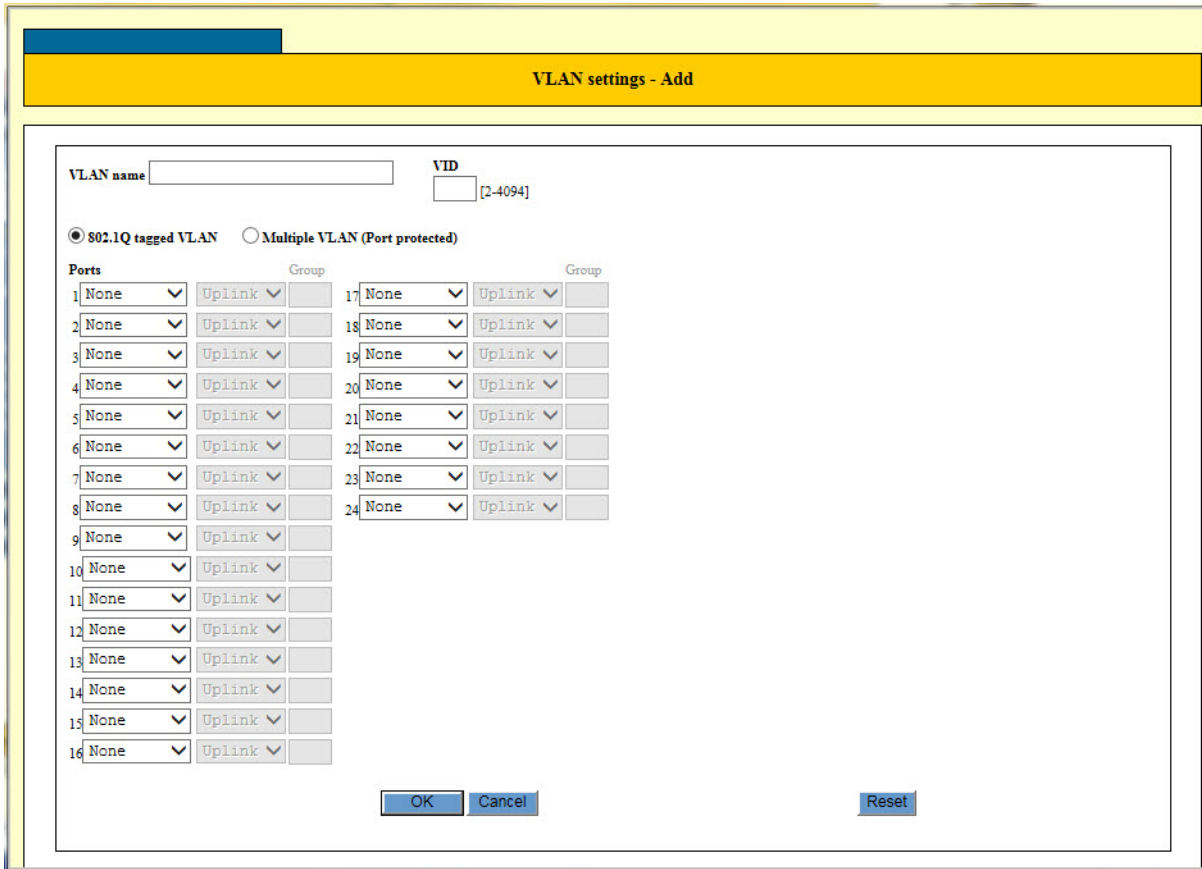 VLAN settings - Add
VLAN name
VID
[2-4094]
802.1Q tagged VLAN Multiple VLAN (Port protected)
Ports Group Group
1 None Uplink 17 None Uplink
2 None Uplink 18 None Uplink
3 None Uplink 19 None Uplink
4 None Uplink 20 None Uplink
5 None Uplink 21 None Uplink
6 None Uplink 22 None Uplink
7 None Uplink 23 None Uplink
8 None Uplink 24 None Uplink
9 None Uplink
10 None Uplink
11 None Uplink
12 None Uplink
13 None Uplink
14 None Uplink
15 None Uplink
16 None Uplink
OK Cancel Reset